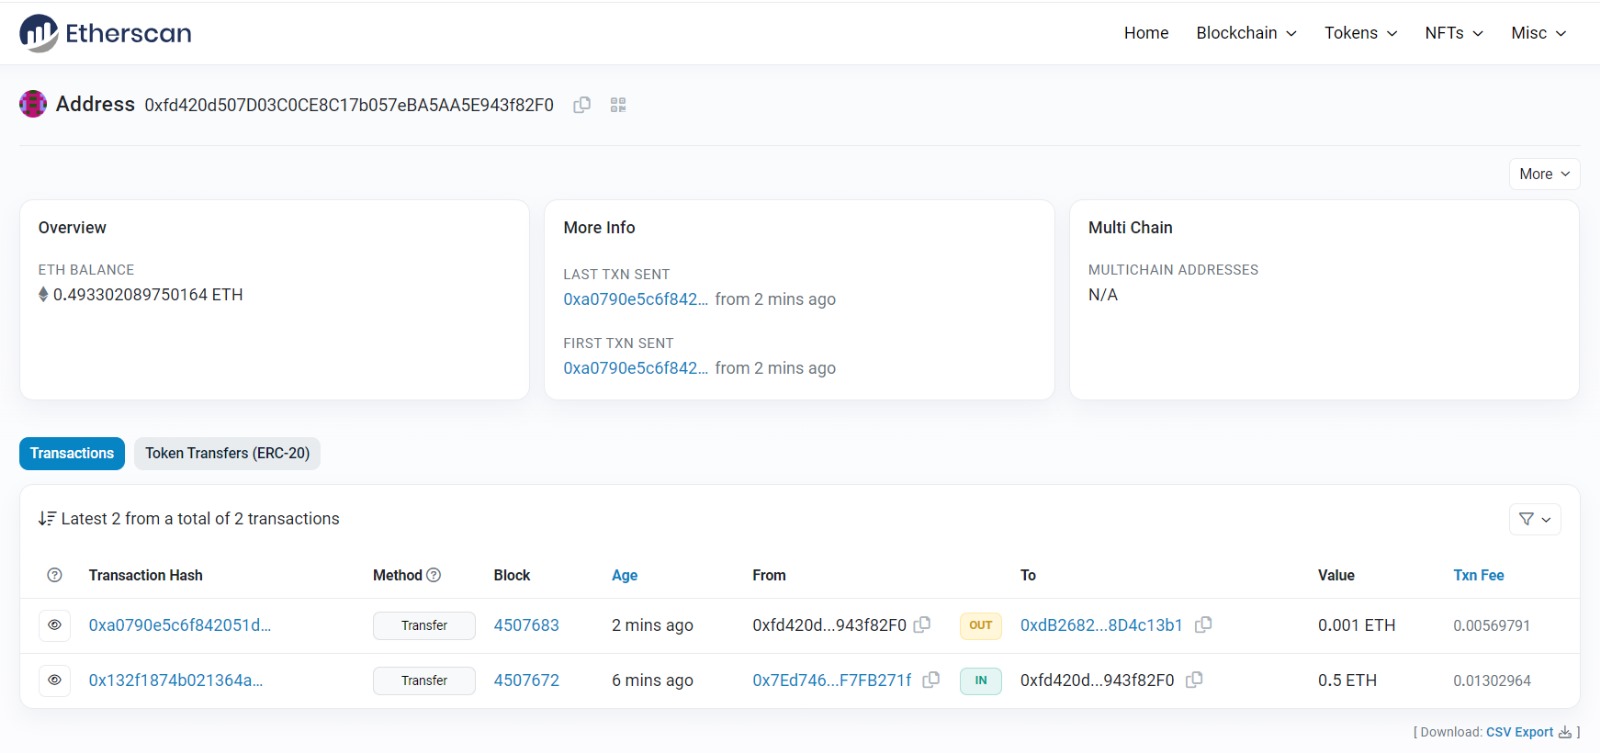 Etherscan
Home Blockchain Tokens NFTs Misc
Address 0xfd420d507D03C0CE8C17b057eBA5AA5E943f82F0
More
Overview
ETH BALANCE
0.493302089750164 ETH
More Info
LAST TXN SENT
0xa0790e5c6f842... from 2 mins ago
FIRST TXN SENT
0xa0790e5c6f842... from 2 mins ago
Multi Chain
MULTICHAIN ADDRESSES
N/A
Transactions Token Transfers (ERC-20)
Latest 2 from a total of 2 transactions
Transaction Hash Method Block Age From To Value Txn Fee
0xa0790e5c6f842051d... Transfer 4507683 2 mins ago 0xfd420d...943f82F0 OUT 0xdB2682...8D4c13b1 0.001 ETH 0.00569791
0x132f1874b021364a... Transfer 4507672 6 mins ago 0x7Ed746...F7FB271f IN 0xfd420d...943f82F0 0.5 ETH 0.01302964
[ Download: CSV Export ]